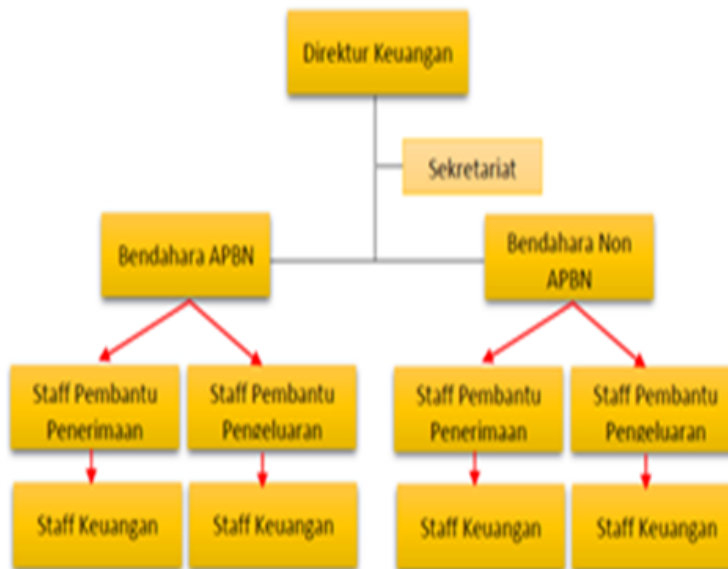 Direktur Keuangan
Sekretariat
Bendahara APBN
Bendahara Non
APBN
Staff Pembantu
Penerimaan
Staff Pembantu
Pengeluaran
Staff Pembantu
Penerimaan
Staff Pembantu
Pengeluaran
Staff Keuangan
Staff Keuangan
Staff Keuangan
Staff Keuangan